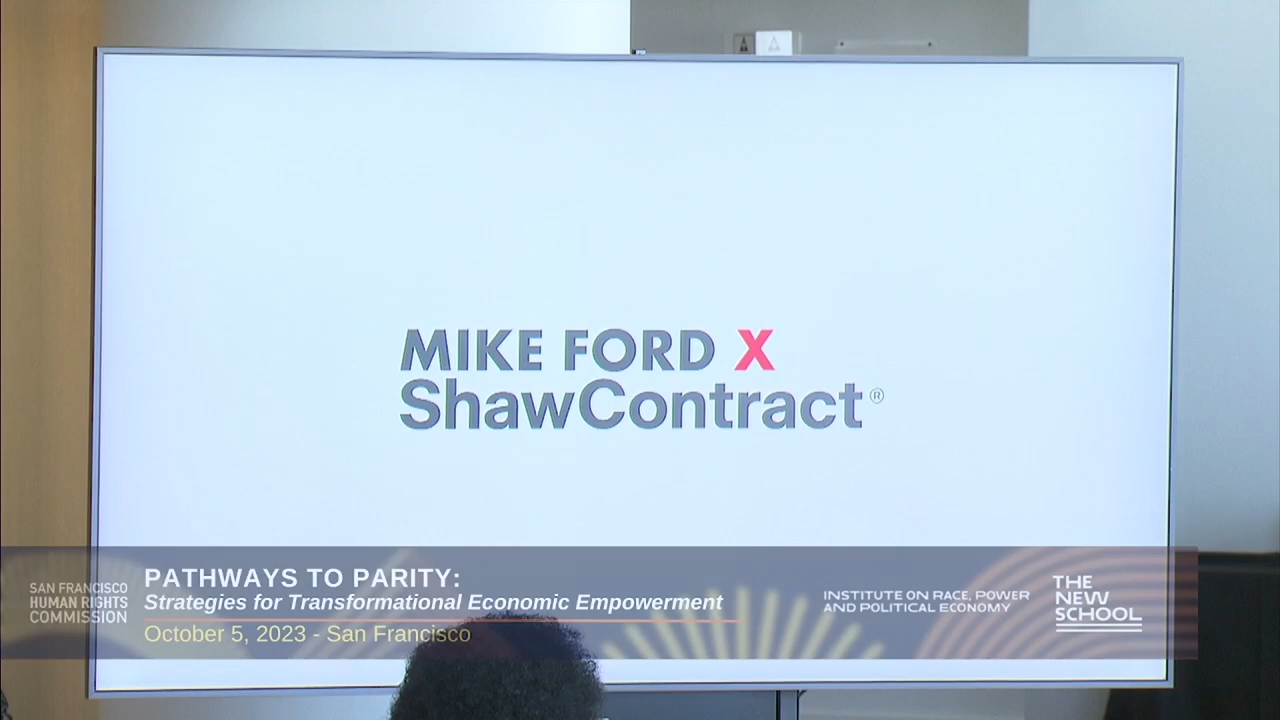 MIKE FORD X
ShawContract®
SAN FRANCISCO
HUMAN RIGHTS
COMMISSION
PATHWAYS TO PARITY:
Strategies for Transformational Economic Empowerment
October 5, 2023 - San Francisco
INSTITUTE ON RACE, POWER
AND POLITICAL ECONOMY
THE
NEW
SCHOOL